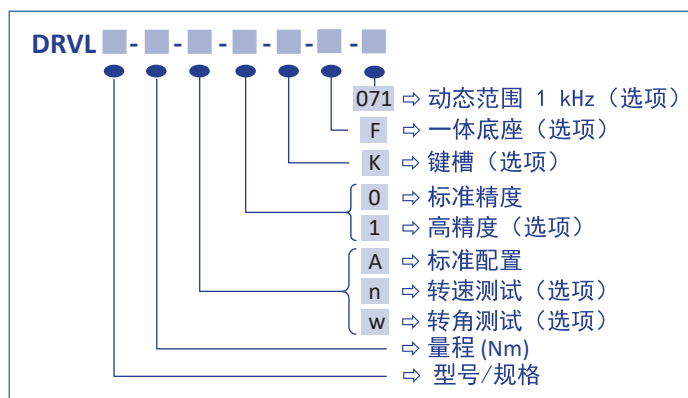 DRVL - - - - - -
071 ⇨ 动态范围 1 kHz（选项）
F ⇨ 一体底座（选项）
K ⇨ 键槽（选项）
0 ⇨ 标准精度
1 ⇨ 高精度（选项）
A ⇨ 标准配置
n ⇨ 转速测试（选项）
w ⇨ 转角测试（选项）
⇨ 量程 (Nm)
⇨ 型号/规格